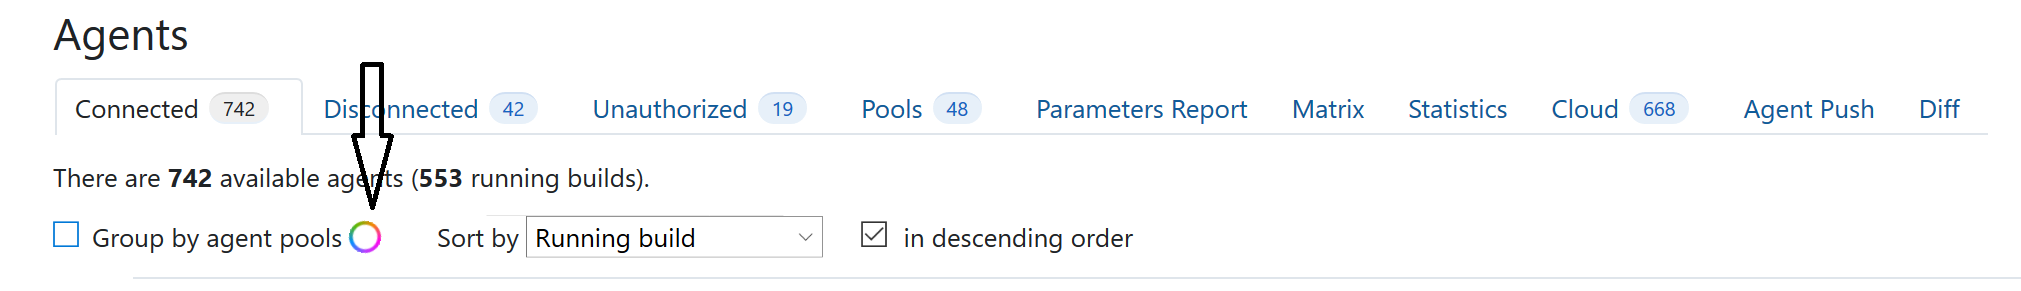 Agents
Connected 742 Disconnected 42 Unauthorized 19 Pools 48 Parameters Report Matrix Statistics Cloud 668 Agent Push Diff
There are 742 available agents (553 running builds).
Group by agent pools Sort by Running build in descending order